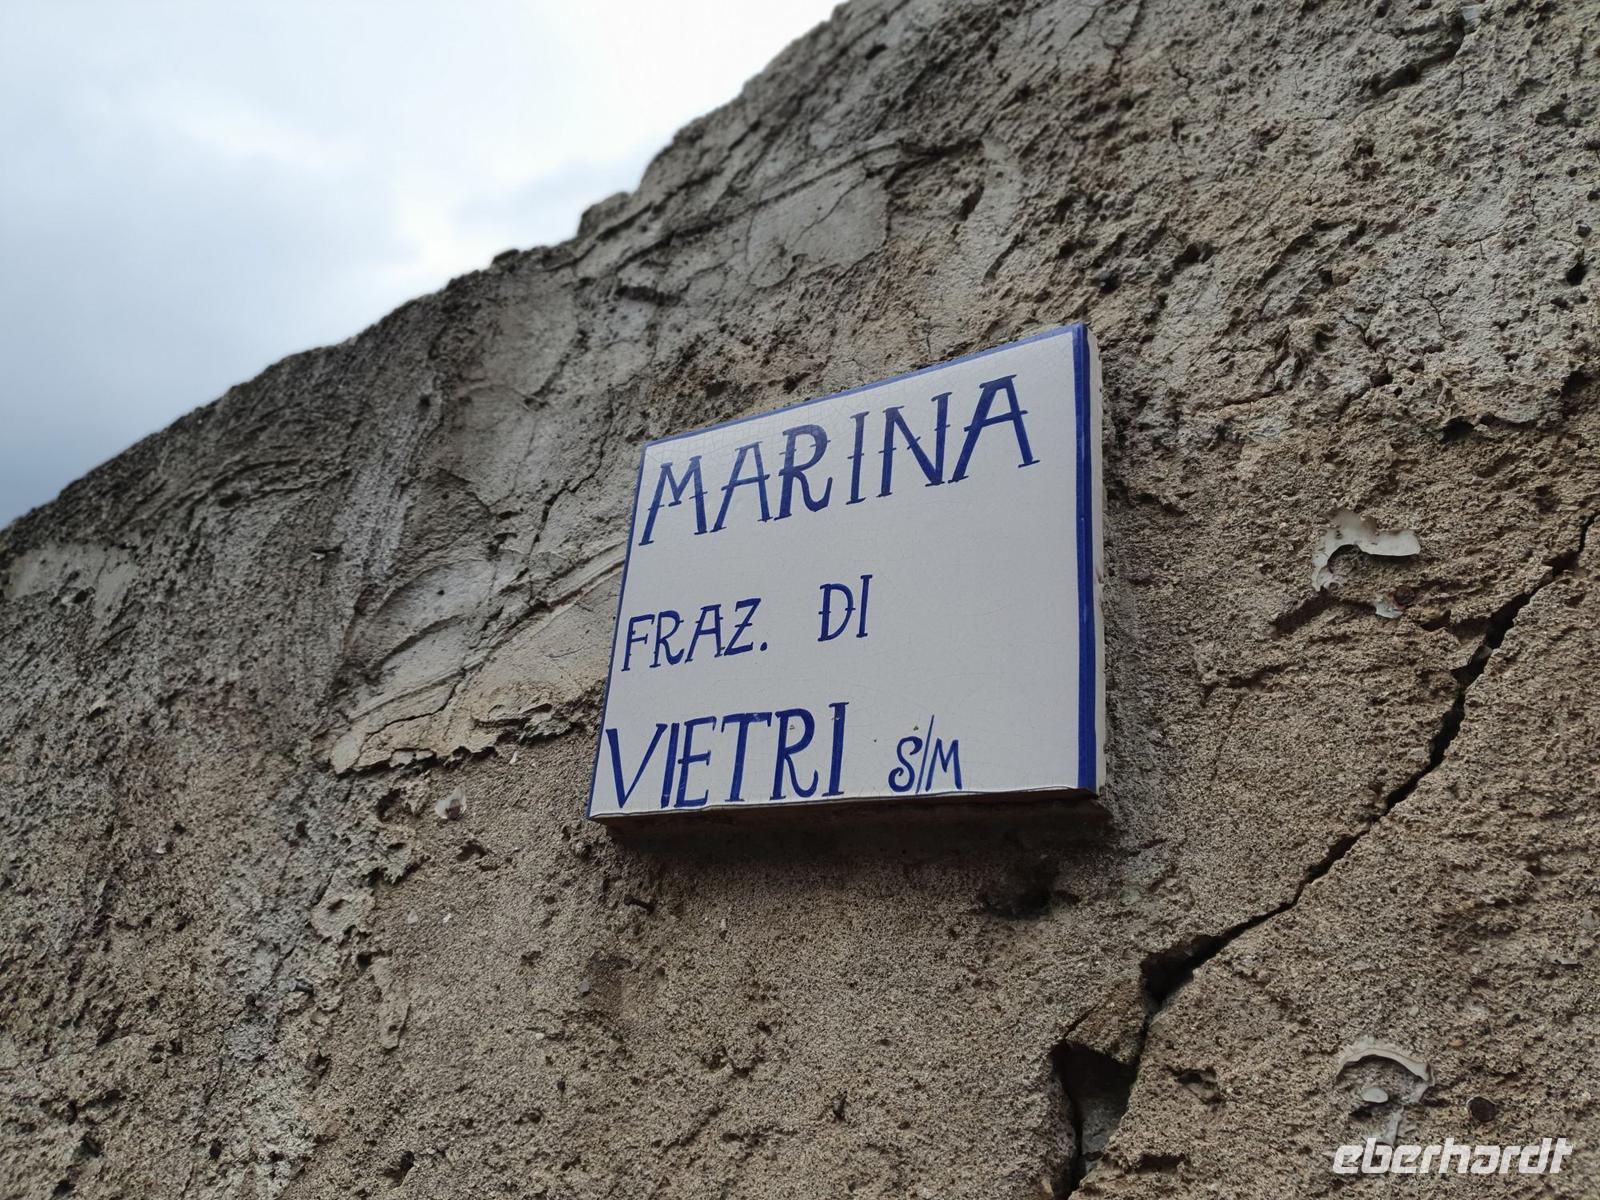 MARINA
FRAZ. DI
VIETRI S/M
eberhardt